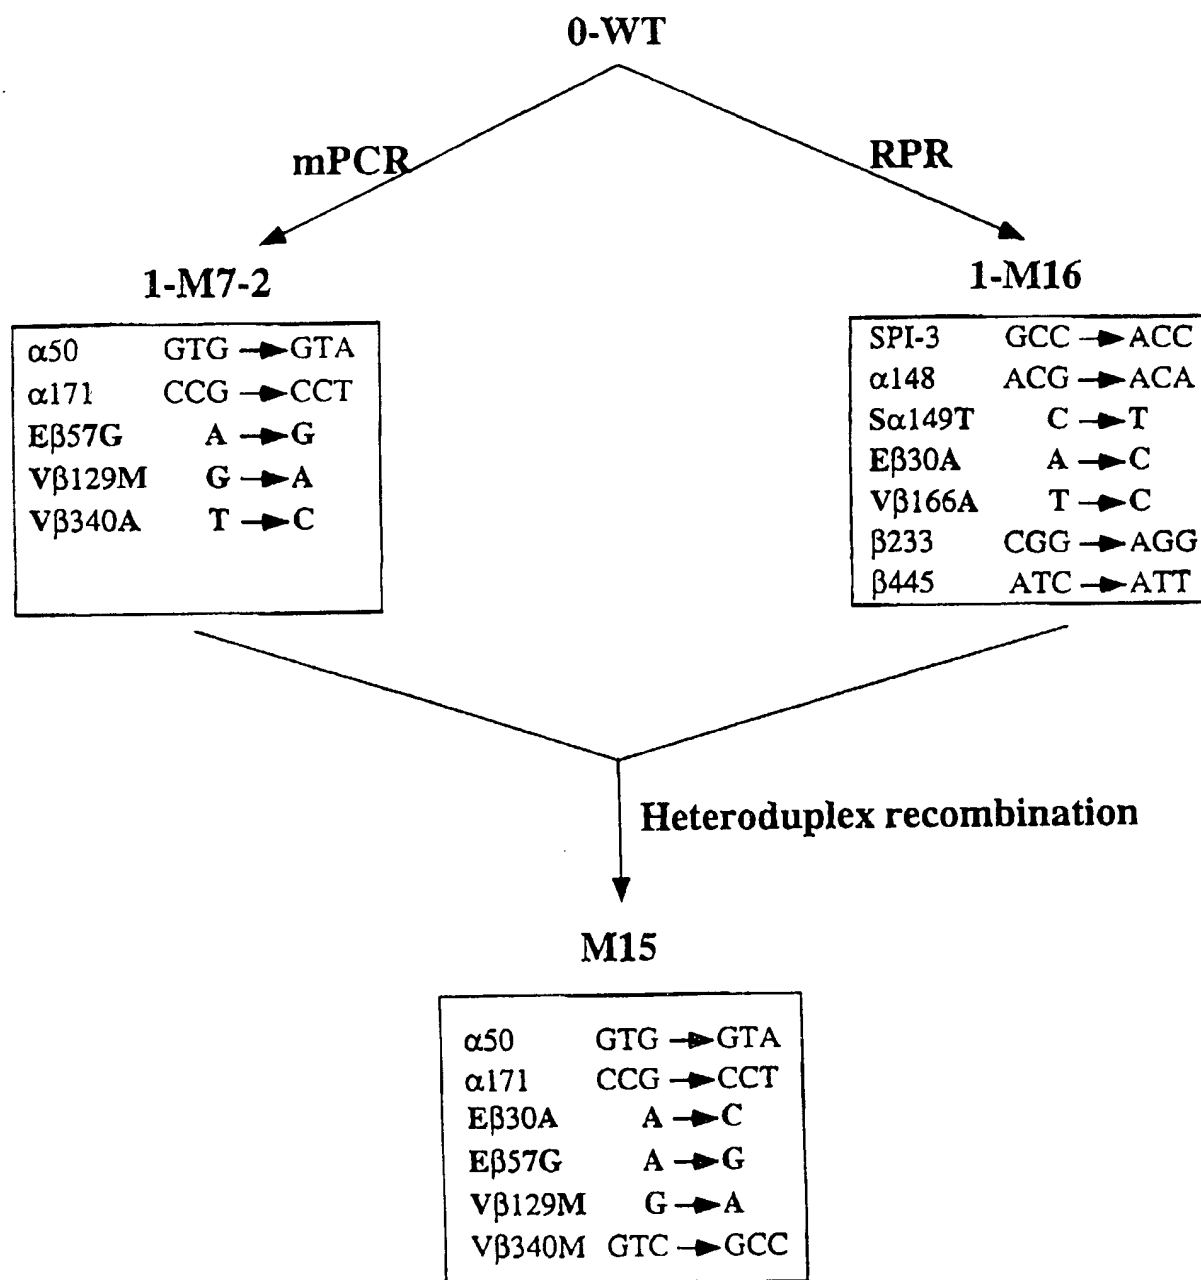 0-WT
mPCR
RPR
1-M7-2
α50 GTG → GTA
α171 CCG → CCT
Eβ57G A → G
Vβ129M G → A
Vβ340A T → C
1-M16
SPI-3 GCC → ACC
α148 ACG → ACA
Sα149T C → T
Eβ30A A → C
Vβ166A T → C
β233 CGG → AGG
β445 ATC → ATT
Heteroduplex recombination
M15
α50 GTG → GTA
α171 CCG → CCT
Eβ30A A → C
Eβ57G A → G
Vβ129M G → A
Vβ340M GTC → GCC